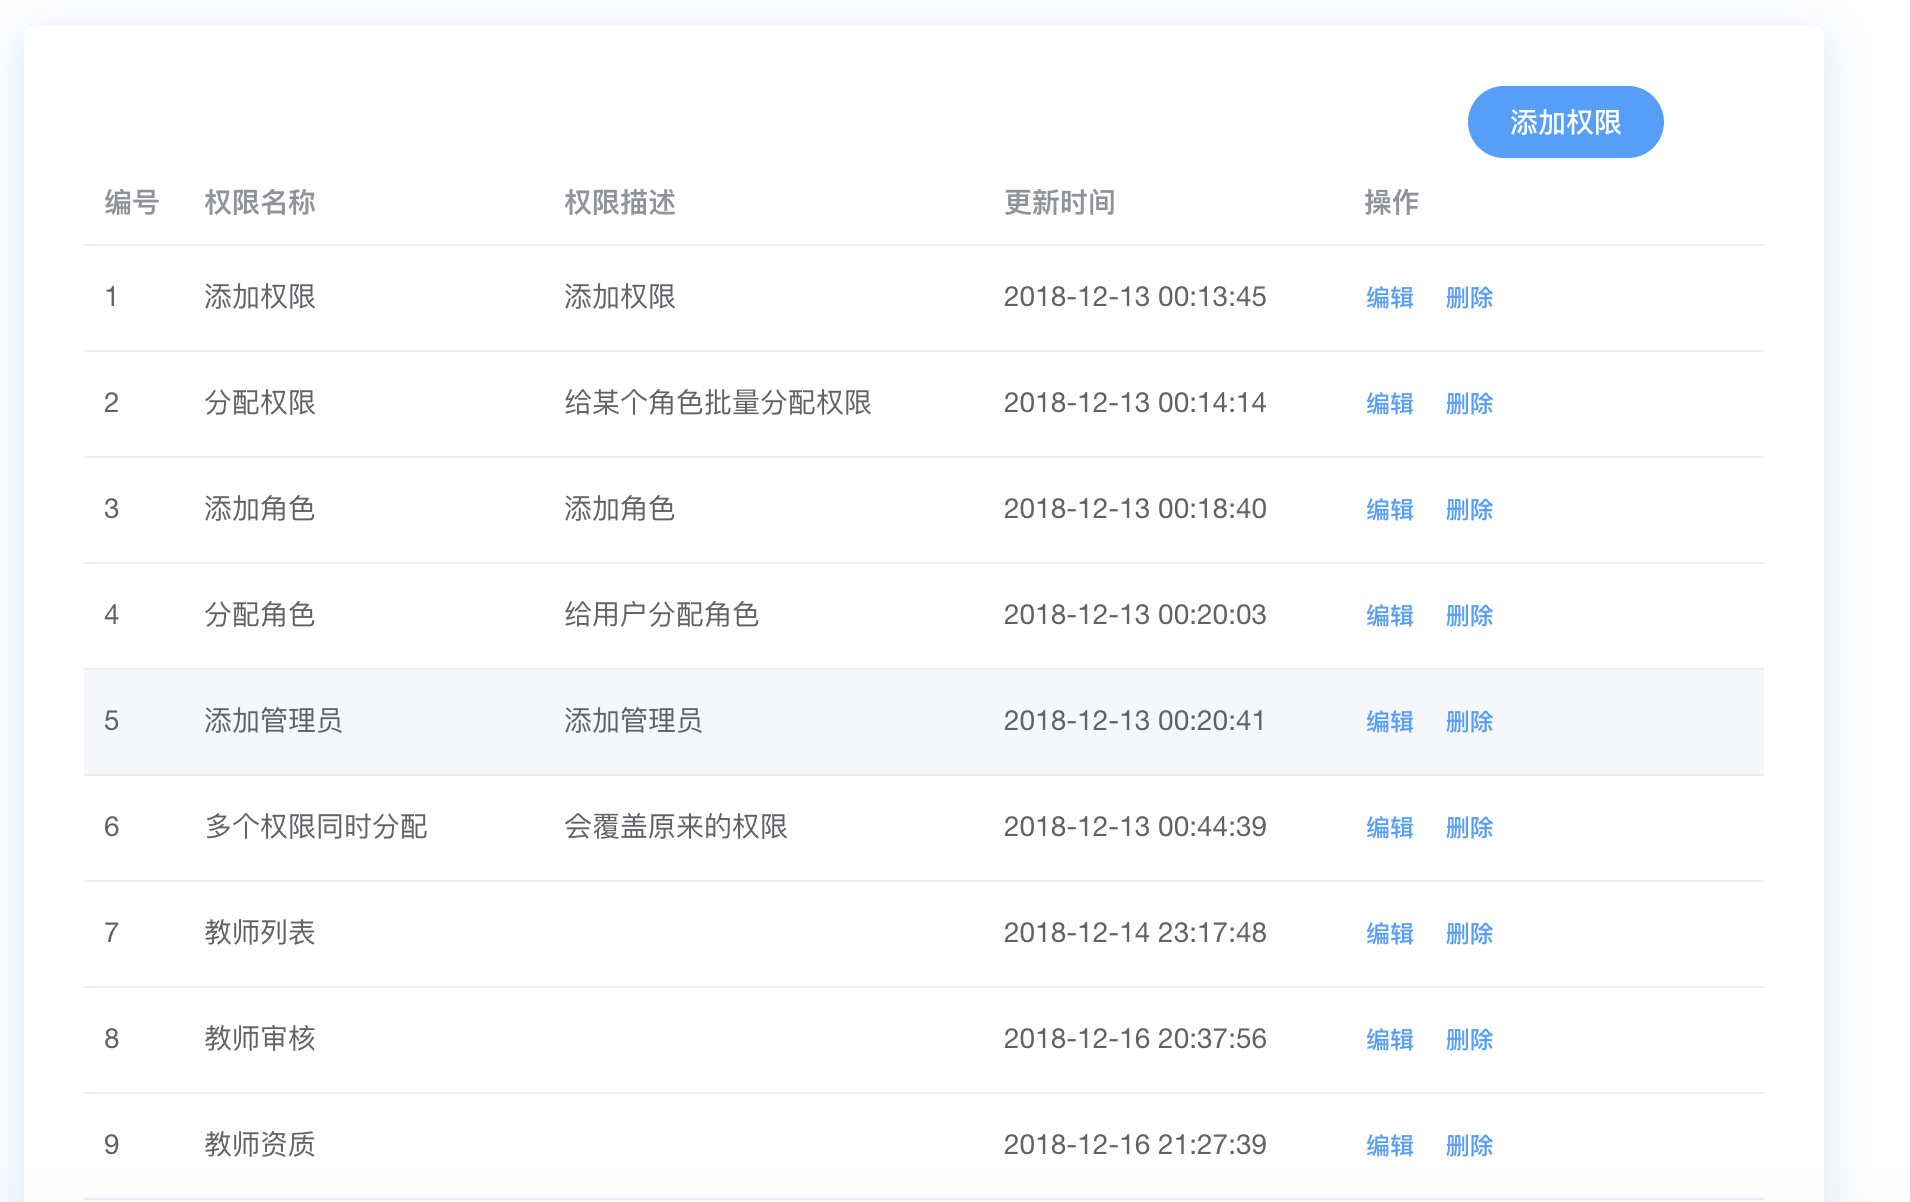 添加权限
编号 权限名称 权限描述 更新时间 操作
1 添加权限 添加权限 2018-12-13 00:13:45 编辑 删除
2 分配权限 给某个角色批量分配权限 2018-12-13 00:14:14 编辑 删除
3 添加角色 添加角色 2018-12-13 00:18:40 编辑 删除
4 分配角色 给用户分配角色 2018-12-13 00:20:03 编辑 删除
5 添加管理员 添加管理员 2018-12-13 00:20:41 编辑 删除
6 多个权限同时分配 会覆盖原来的权限 2018-12-13 00:44:39 编辑 删除
7 教师列表 2018-12-14 23:17:48 编辑 删除
8 教师审核 2018-12-16 20:37:56 编辑 删除
9 教师资质 2018-12-16 21:27:39 编辑 删除